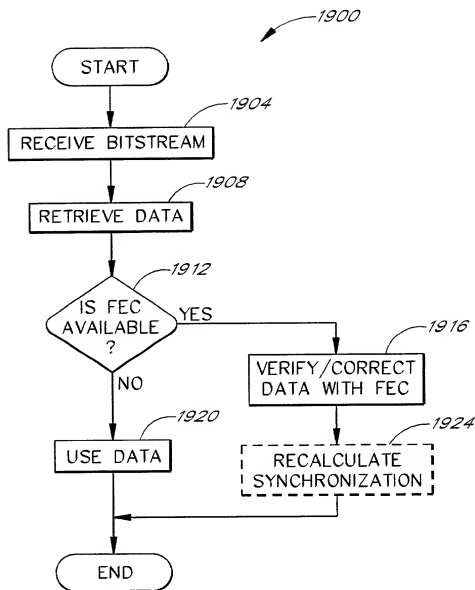 1900
START
1904
RECEIVE BITSTREAM
1908
RETRIEVE DATA
1912
IS FEC
AVAILABLE
?
YES
NO
1916
VERIFY/CORRECT
DATA WITH FEC
1920
USE DATA
1924
RECALCULATE
SYNCHRONIZATION
END